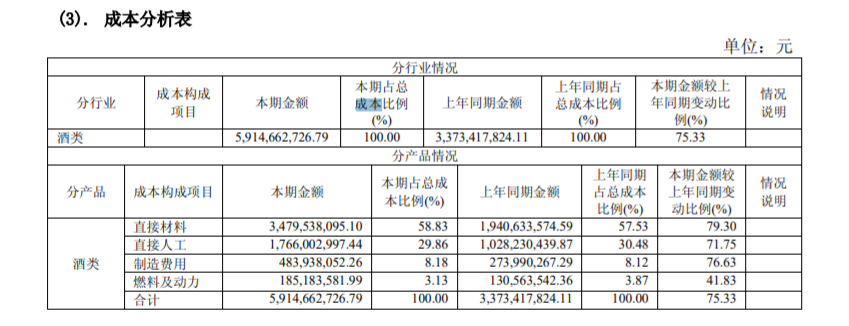 (3). 成本分析表
单位：元
分行业情况
分行业 成本构成项目 本期金额 本期占总成本比例(%) 上年同期金额 上年同期占总成本比例(%) 本期金额较上年同期变动比例(%) 情况说明
酒类 5,914,662,726.79 100.00 3,373,417,824.11 100.00 75.33
分产品情况
分产品 成本构成项目 本期金额 本期占总成本比例(%) 上年同期金额 上年同期占总成本比例(%) 本期金额较上年同期变动比例(%) 情况说明
酒类
直接材料 3,479,538,095.10 58.83 1,940,633,574.59 57.53 79.30
直接人工 1,766,002,997.44 29.86 1,028,230,439.87 30.48 71.75
制造费用 483,938,052.26 8.18 273,990,267.29 8.12 76.63
燃料及动力 185,183,581.99 3.13 130,563,542.36 3.87 41.83
合计 5,914,662,726.79 100.00 3,373,417,824.11 100.00 75.33